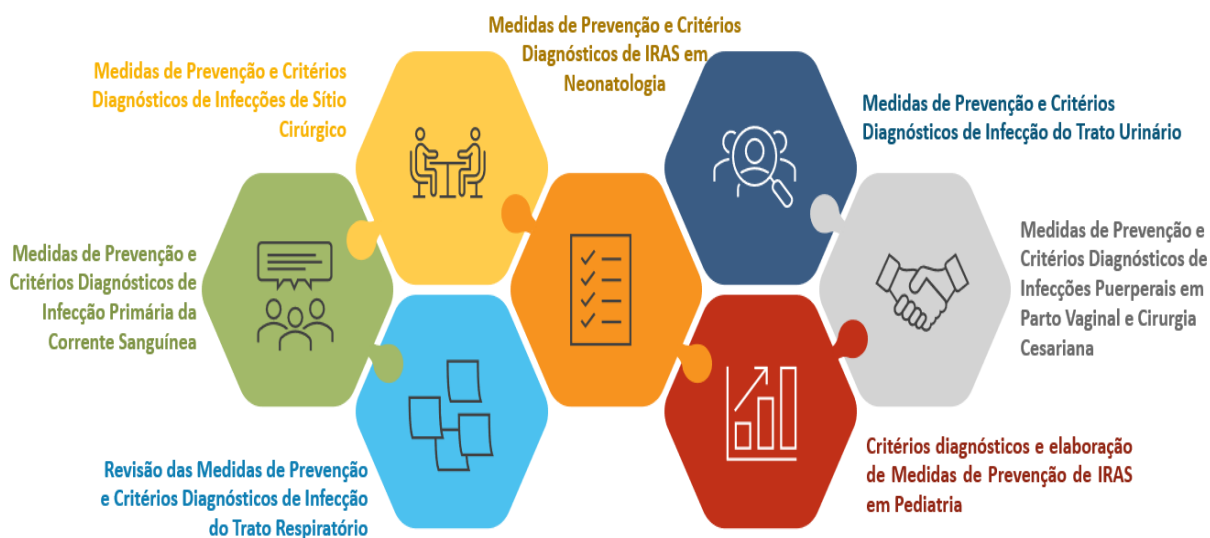 Medidas de Prevenção e Critérios
Diagnósticos de IRAS em
Neonatologia
Medidas de Prevenção e Critérios
Diagnósticos de Infecções de Sítio
Cirúrgico
Medidas de Prevenção e Critérios
Diagnósticos de Infecção do Trato Urinário
Medidas de Prevenção e
Critérios Diagnósticos de
Infecção Primária da
Corrente Sanguínea
Medidas de Prevenção e
Critérios Diagnósticos de
Infecções Puerperais em
Parto Vaginal e Cirurgia
Cesariana
Revisão das Medidas de Prevenção
e Critérios Diagnósticos de Infecção
do Trato Respiratório
Critérios diagnósticos e elaboração
de Medidas de Prevenção de IRAS
em Pediatria